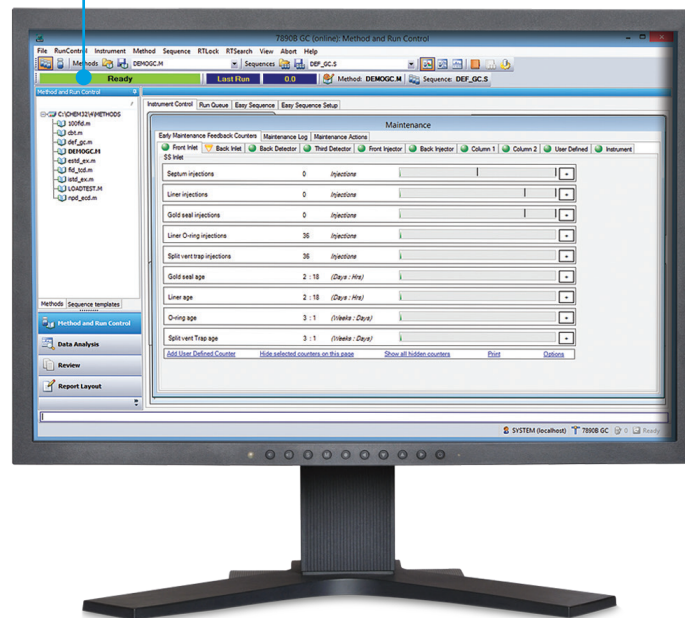 7890B GC (online): Method and Run Control
File RunControl Instrument Method Sequence RTLock RTSearch View Abort Help
Methods DEMOGC.M Sequences DEF_GC.S
Ready Last Run 0.0 Method: DEMOGC.M Sequence: DEF_GC.S
Method and Run Control
Instrument Control Run Queue Easy Sequence Easy Sequence Setup
C:\CHEM32\4\METHODS
100fid.m
cbt.m
def_gc.m
DEMOGC.M
estd_ex.m
fid_tcd.m
istd_ex.m
LOADTEST.M
npd_ecd.m
Methods Sequence templates
Method and Run Control
Data Analysis
Review
Report Layout
Maintenance
Early Maintenance Feedback Counters Maintenance Log Maintenance Actions
Front Inlet Back Inlet Back Detector Third Detector Front Injector Back Injector Column 1 Column 2 User Defined Instrument
SS Inlet
Septum injections 0 Injections
Liner injections 0 Injections
Gold seal injections 0 Injections
Liner O-ring injections 36 Injections
Split vent trap injections 36 Injections
Gold seal age 2 : 18 (Days : Hrs)
Liner age 2 : 18 (Days : Hrs)
O-ring age 3 : 1 (Weeks : Days)
Split vent Trap age 3 : 1 (Weeks : Days)
Add User Defined Counter Hide selected counters on this page Show all hidden counters Print Options
SYSTEM (localhost) 7890B GC 0 Ready